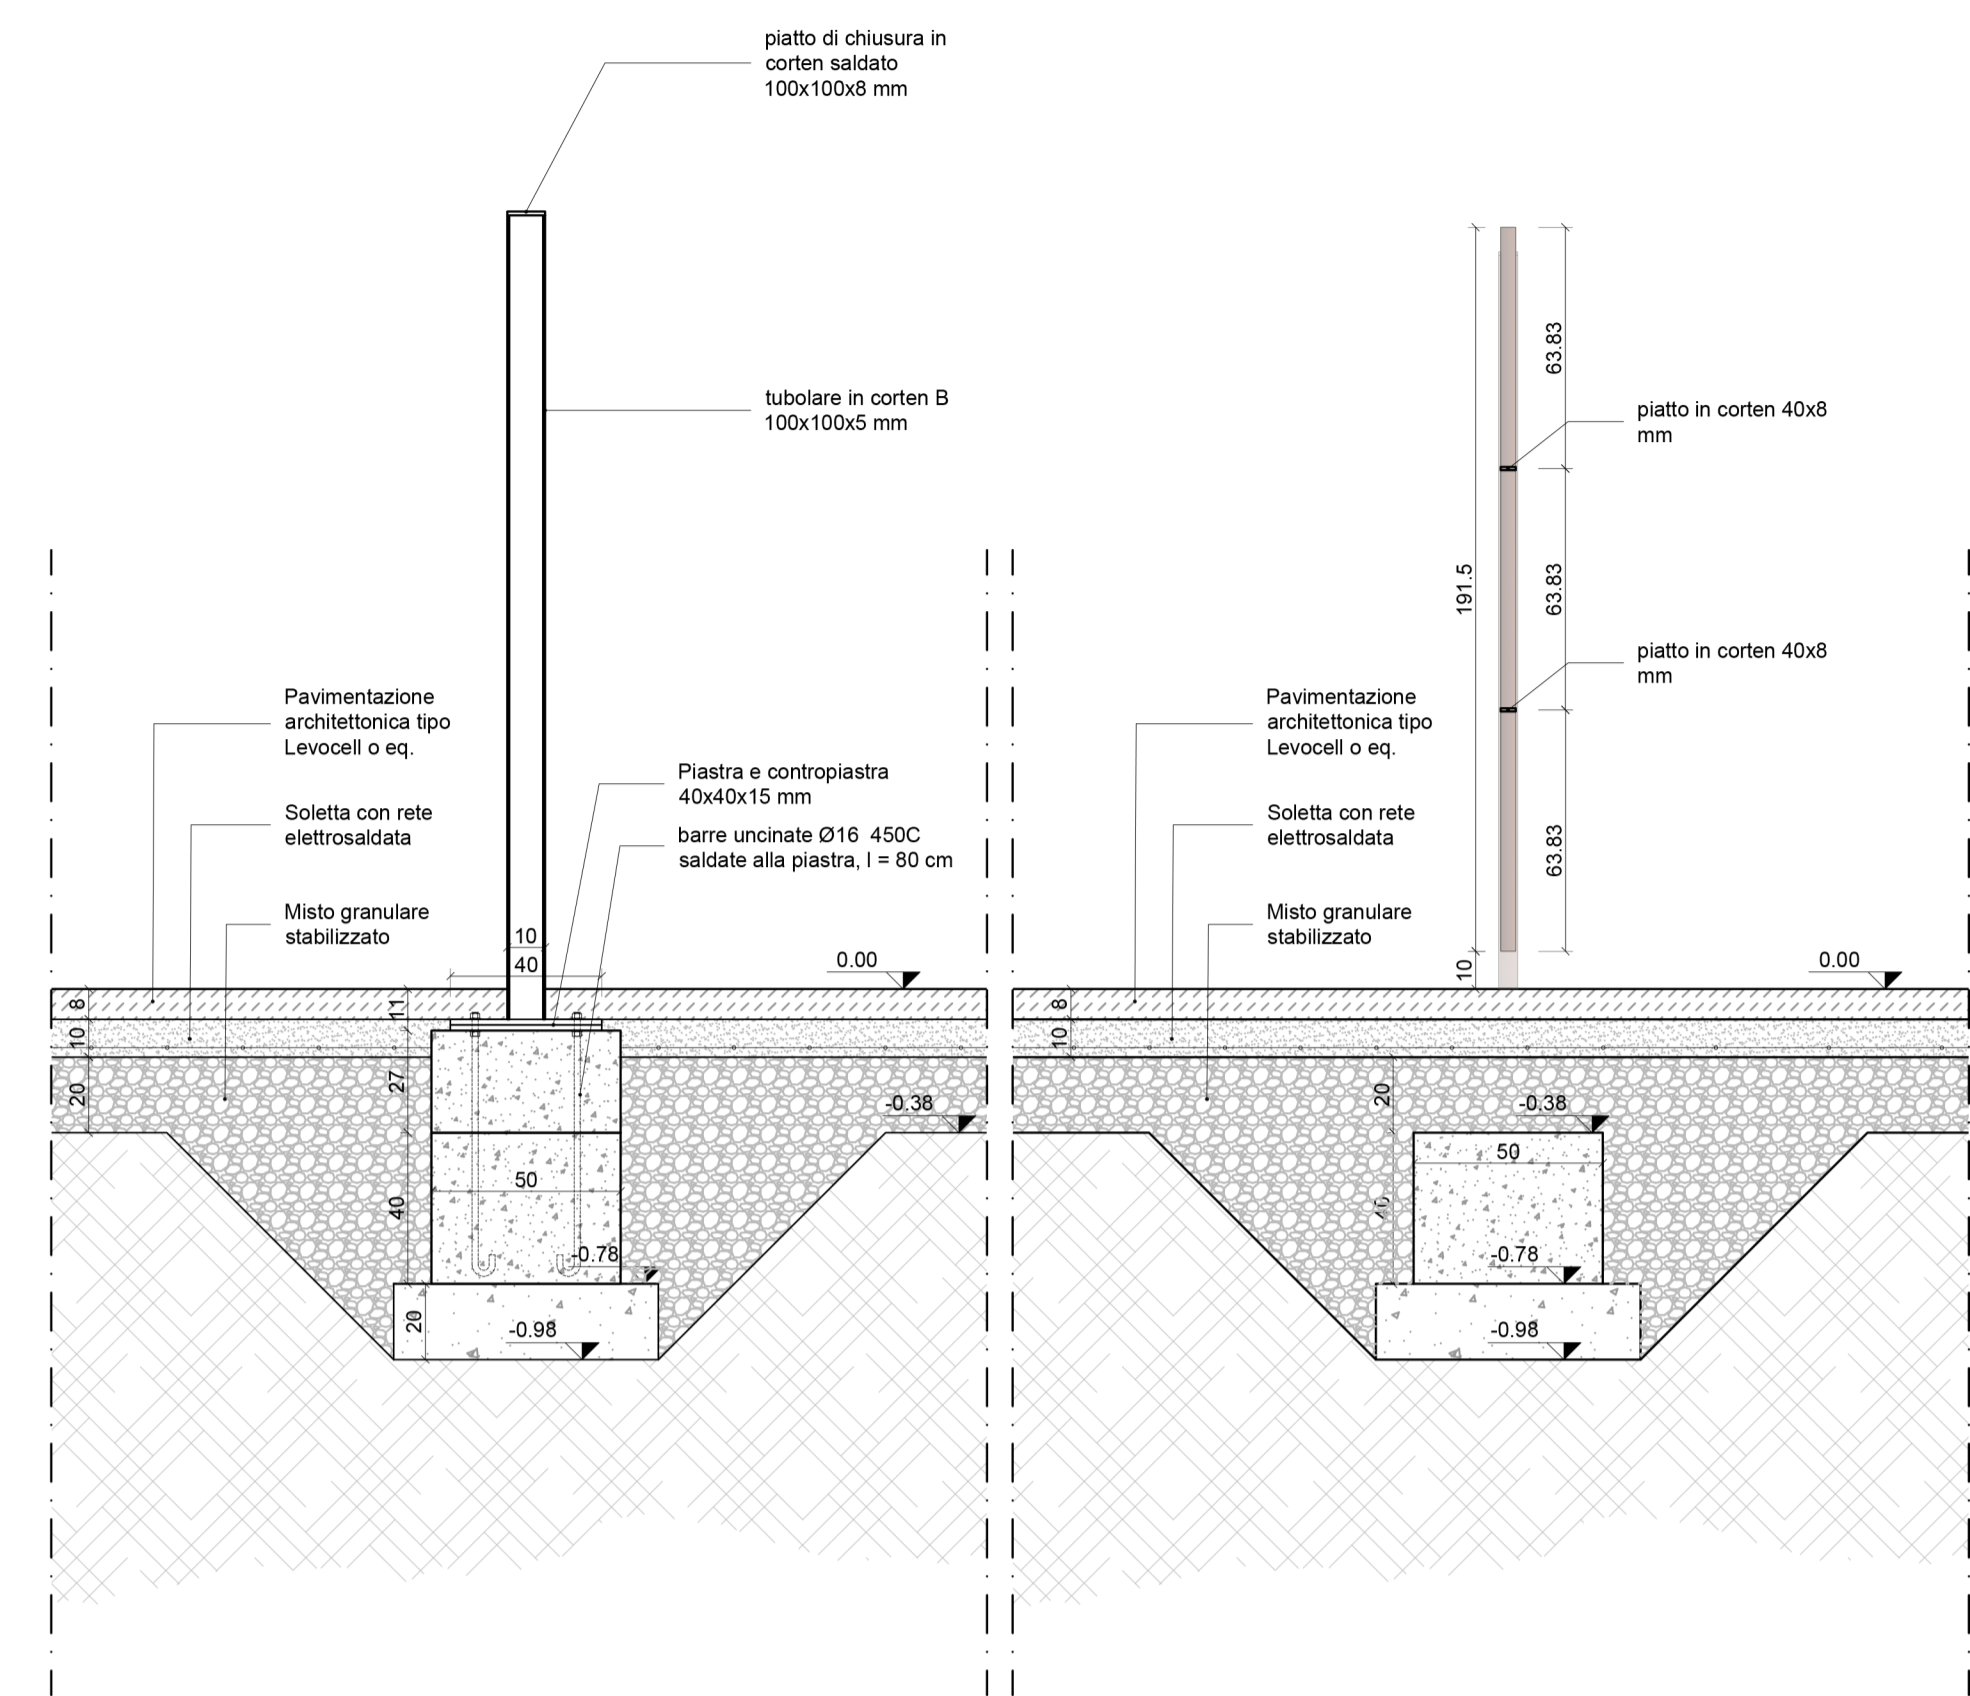 piatto di chiusura in
corten saldato
100x100x8 mm
tubolare in corten B
100x100x5 mm
Pavimentazione
architettonica tipo
Levocell o eq.
Soletta con rete
elettrosaldata
Misto granulare
stabilizzato
Piastra e contropiastra
40x40x15 mm
barre uncinate Ø16 450C
saldate alla piastra, l = 80 cm
10
40
0.00
8
10
20
11
27
40
50
20
-0.38
-0.78
-0.98
63.83
63.83
63.83
191.5
10
piatto in corten 40x8
mm
piatto in corten 40x8
mm
Pavimentazione
architettonica tipo
Levocell o eq.
Soletta con rete
elettrosaldata
Misto granulare
stabilizzato
0.00
8
10
20
40
-0.38
50
-0.78
-0.98